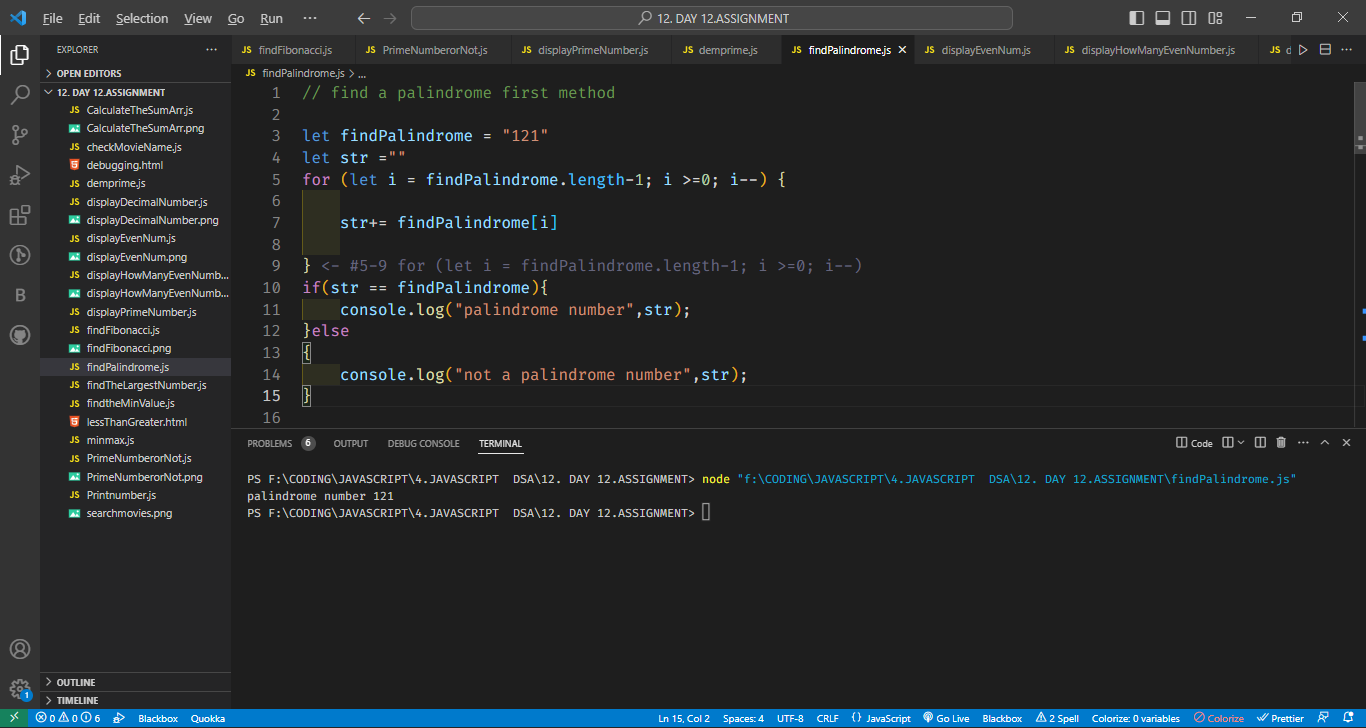 File Edit Selection View Go Run ··· 12. DAY 12.ASSIGNMENT
EXPLORER ···
OPEN EDITORS
12. DAY 12.ASSIGNMENT
JS CalculateTheSumArr.js
CalculateTheSumArr.png
JS checkMovieName.js
debugging.html
JS demprime.js
JS displayDecimalNumber.js
displayDecimalNumber.png
JS displayEvenNum.js
displayEvenNum.png
JS displayHowManyEvenNumb...
displayHowManyEvenNumb...
JS displayPrimeNumber.js
JS findFibonacci.js
findFibonacci.png
JS findPalindrome.js
JS findTheLargestNumber.js
JS findtheMinValue.js
lessThanGreater.html
JS minmax.js
JS PrimeNumberorNot.js
PrimeNumberorNot.png
JS Printnumber.js
searchmovies.png
OUTLINE
TIMELINE
JS findFibonacci.js JS PrimeNumberorNot.js JS displayPrimeNumber.js JS demprime.js JS findPalindrome.js JS displayEvenNum.js JS displayHowManyEvenNumber.js JS d
JS findPalindrome.js > ...
1 // find a palindrome first method
2
3 let findPalindrome = "121"
4 let str =""
5 for (let i = findPalindrome.length-1; i >=0; i--) {
6
7 str+= findPalindrome[i]
8
9 } <- #5-9 for (let i = findPalindrome.length-1; i >=0; i--)
10 if(str == findPalindrome){
11 console.log("palindrome number",str);
12 }else
13 {
14 console.log("not a palindrome number",str);
15 }
16
PROBLEMS 6 OUTPUT DEBUG CONSOLE TERMINAL Code
PS F:\CODING\JAVASCRIPT\4.JAVASCRIPT  DSA\12. DAY 12.ASSIGNMENT> node "f:\CODING\JAVASCRIPT\4.JAVASCRIPT  DSA\12. DAY 12.ASSIGNMENT\findPalindrome.js"
palindrome number 121
PS F:\CODING\JAVASCRIPT\4.JAVASCRIPT  DSA\12. DAY 12.ASSIGNMENT>
B
1
0 0 6 Blackbox Quokka Ln 15, Col 2 Spaces: 4 UTF-8 CRLF {} JavaScript Go Live Blackbox 2 Spell Colorize: 0 variables Colorize Prettier